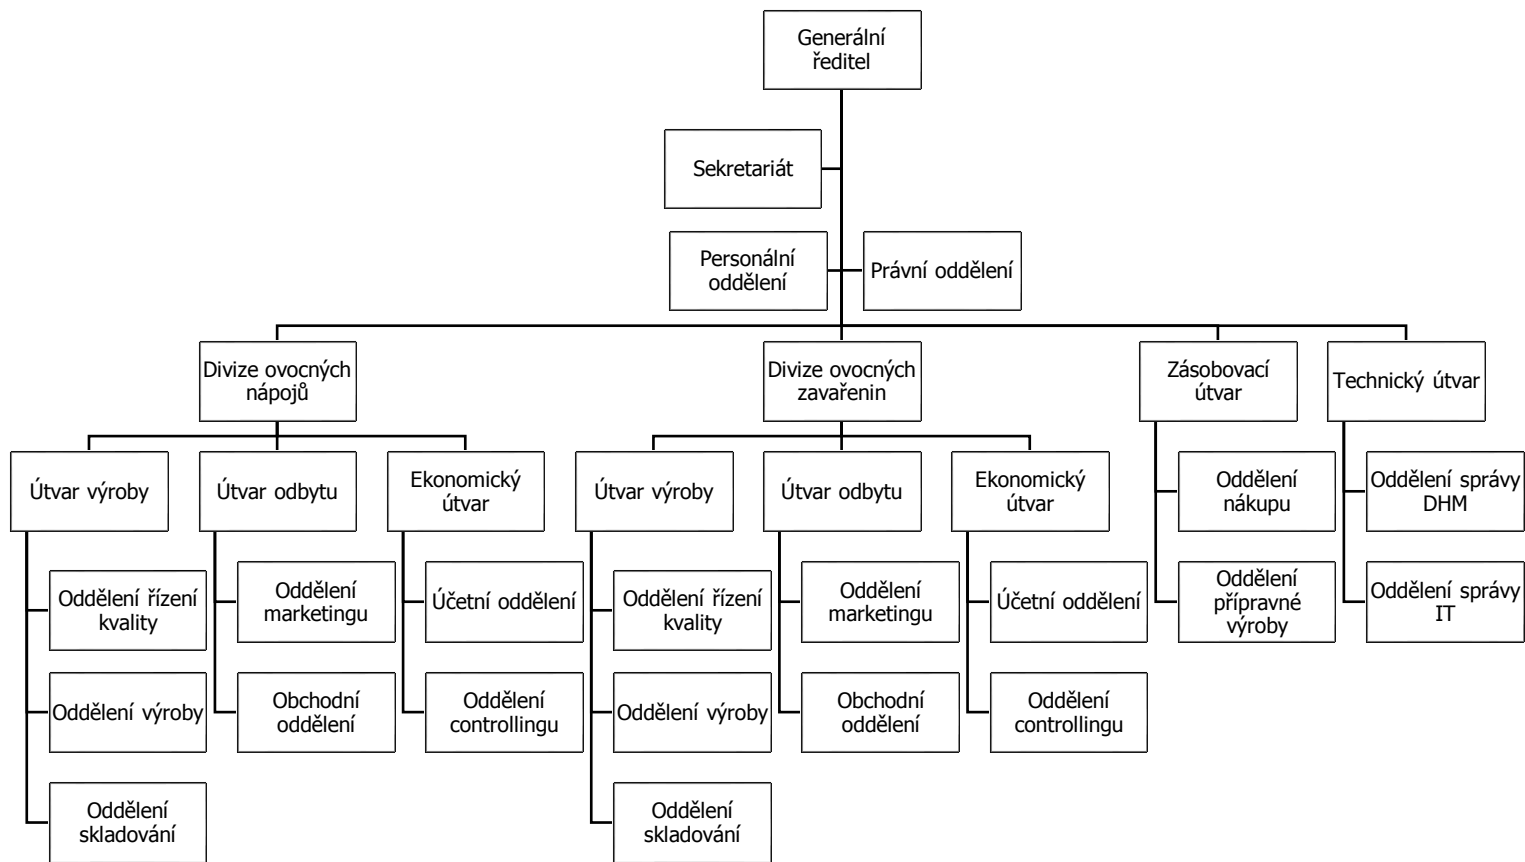 Generální
ředitel
Sekretariát
Personální
oddělení
Právní oddělení
Divize ovocných
nápojů
Divize ovocných
zavařenin
Zásobovací
útvar
Technický útvar
Útvar výroby
Útvar odbytu
Ekonomický
útvar
Útvar výroby
Útvar odbytu
Ekonomický
útvar
Oddělení
nákupu
Oddělení správy
DHM
Oddělení řízení
kvality
Oddělení
marketingu
Účetní oddělení
Oddělení řízení
kvality
Oddělení
marketingu
Účetní oddělení
Oddělení
přípravné
výroby
Oddělení správy
IT
Oddělení výroby
Obchodní
oddělení
Oddělení
controllingu
Oddělení výroby
Obchodní
oddělení
Oddělení
controllingu
Oddělení
skladování
Oddělení
skladování